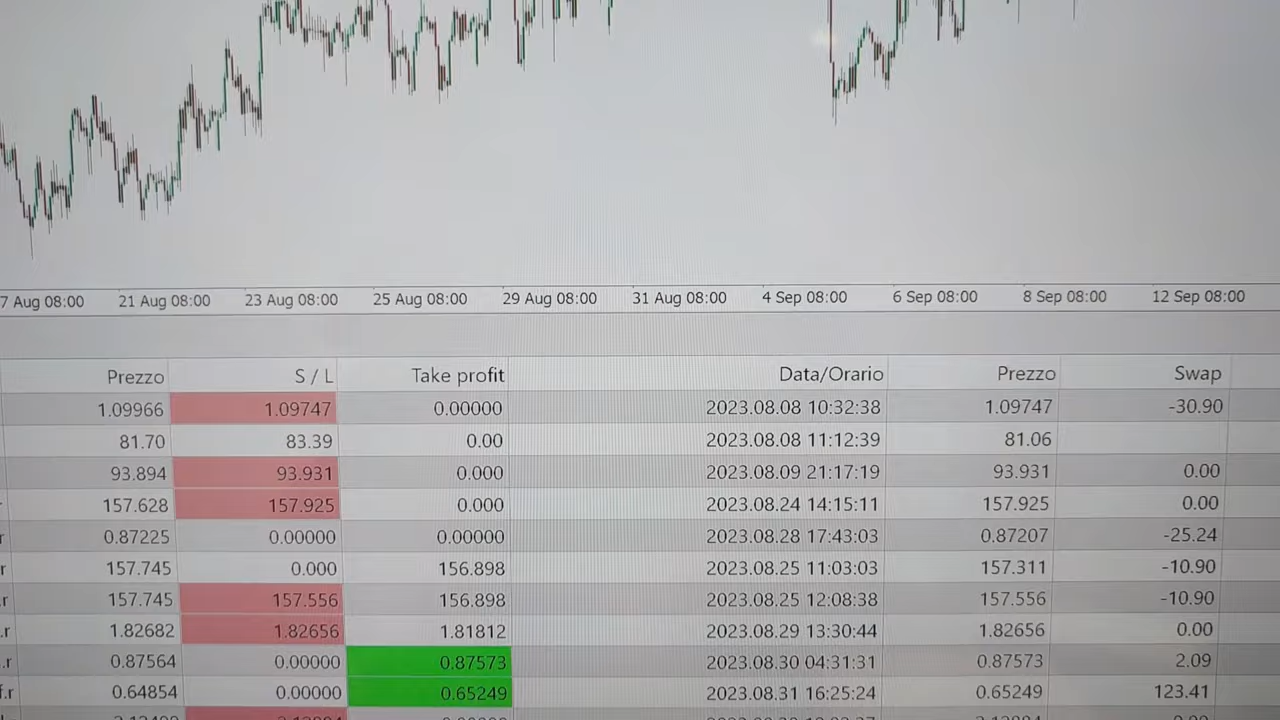 7 Aug 08:00 21 Aug 08:00 23 Aug 08:00 25 Aug 08:00 29 Aug 08:00 31 Aug 08:00 4 Sep 08:00 6 Sep 08:00 8 Sep 08:00 12 Sep 08:00
Prezzo S / L Take profit Data/Orario Prezzo Swap
1.09966 1.09747 0.00000 2023.08.08 10:32:38 1.09747 -30.90
81.70 83.39 0.00 2023.08.08 11:12:39 81.06
93.894 93.931 0.000 2023.08.09 21:17:19 93.931 0.00
157.628 157.925 0.000 2023.08.24 14:15:11 157.925 0.00
r 0.87225 0.00000 0.00000 2023.08.28 17:43:03 0.87207 -25.24
r 157.745 0.000 156.898 2023.08.25 11:03:03 157.311 -10.90
.r 157.745 157.556 156.898 2023.08.25 12:08:38 157.556 -10.90
.r 1.82682 1.82656 1.81812 2023.08.29 13:30:44 1.82656 0.00
.r 0.87564 0.00000 0.87573 2023.08.30 04:31:31 0.87573 2.09
f.r 0.64854 0.00000 0.65249 2023.08.31 16:25:24 0.65249 123.41